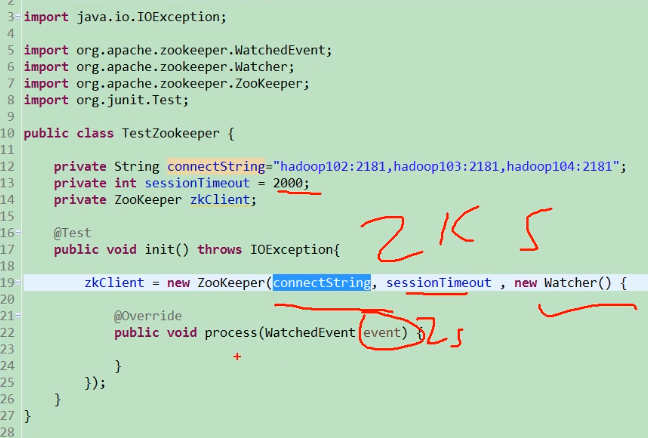 3 import java.io.IOException;
4
5 import org.apache.zookeeper.WatchedEvent;
6 import org.apache.zookeeper.Watcher;
7 import org.apache.zookeeper.ZooKeeper;
8 import org.junit.Test;
9
10 public class TestZookeeper {
11
12 private String connectString="hadoop102:2181,hadoop103:2181,hadoop104:2181";
13 private int sessionTimeout = 2000;
14 private ZooKeeper zkClient;
15
16 @Test
17 public void init() throws IOException{
18
19 zkClient = new ZooKeeper(connectString, sessionTimeout , new Watcher() {
20
21 @Override
22 public void process(WatchedEvent event) {
2s
23
24 }
25 });
26 }
27 }
28